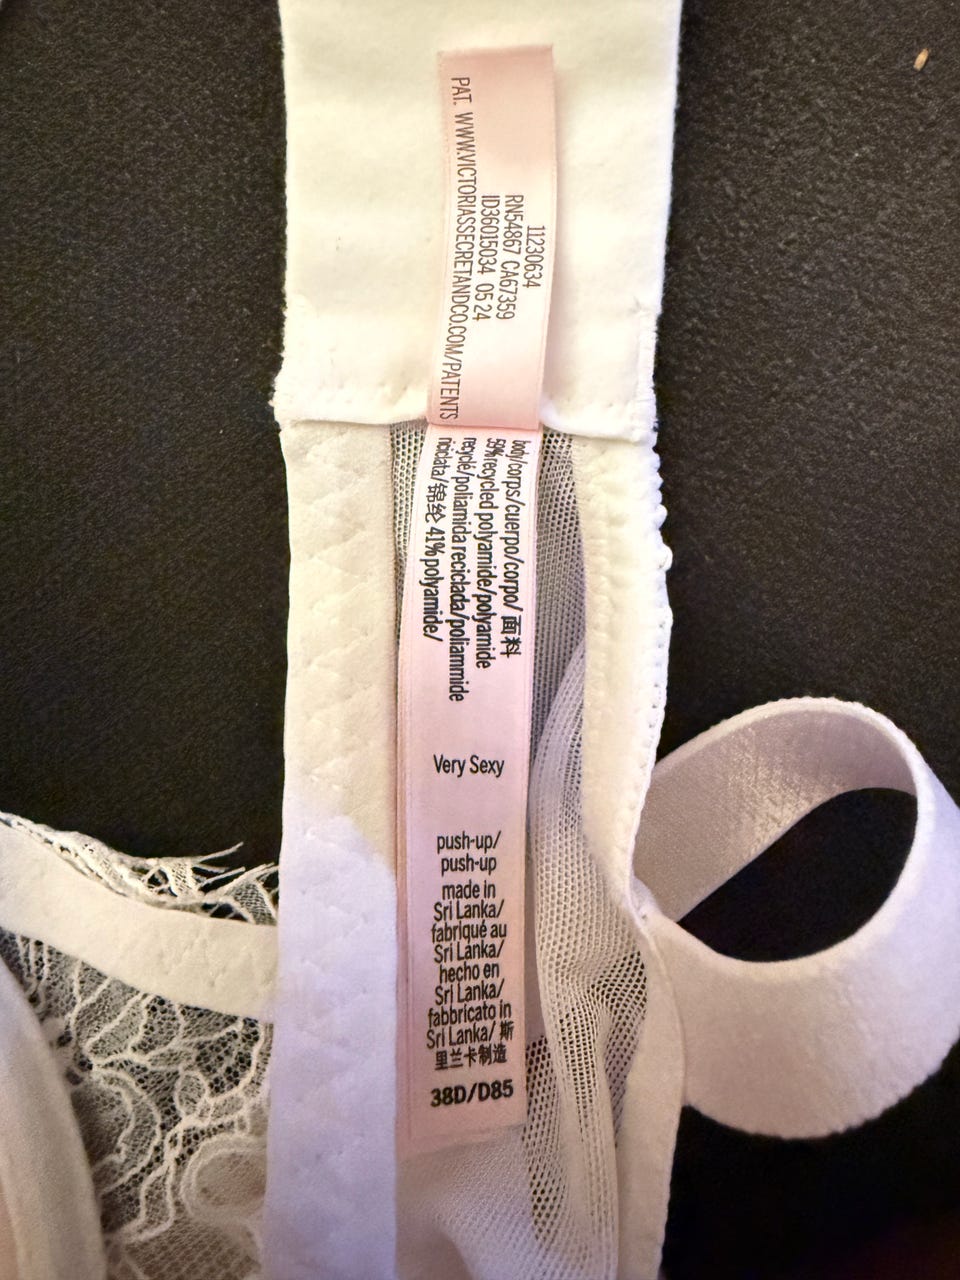 11230634
RN54867 CA67359
ID36015034 05 24
PAT. WWW.VICTORIASSECRETANDCO.COM/PATENTS
body/corps/cuerpo/corpo/ 面料
59% recycled polyamide/polyamide
recyclé/poliamida reciclada/poliammide
riciclata/锦纶 41% polyamide/
Very Sexy
push-up/
push-up
made in
Sri Lanka/
fabriqué au
Sri Lanka/
hecho en
Sri Lanka/
fabbricato in
Sri Lanka/ 斯
里兰卡制造
38D/D85